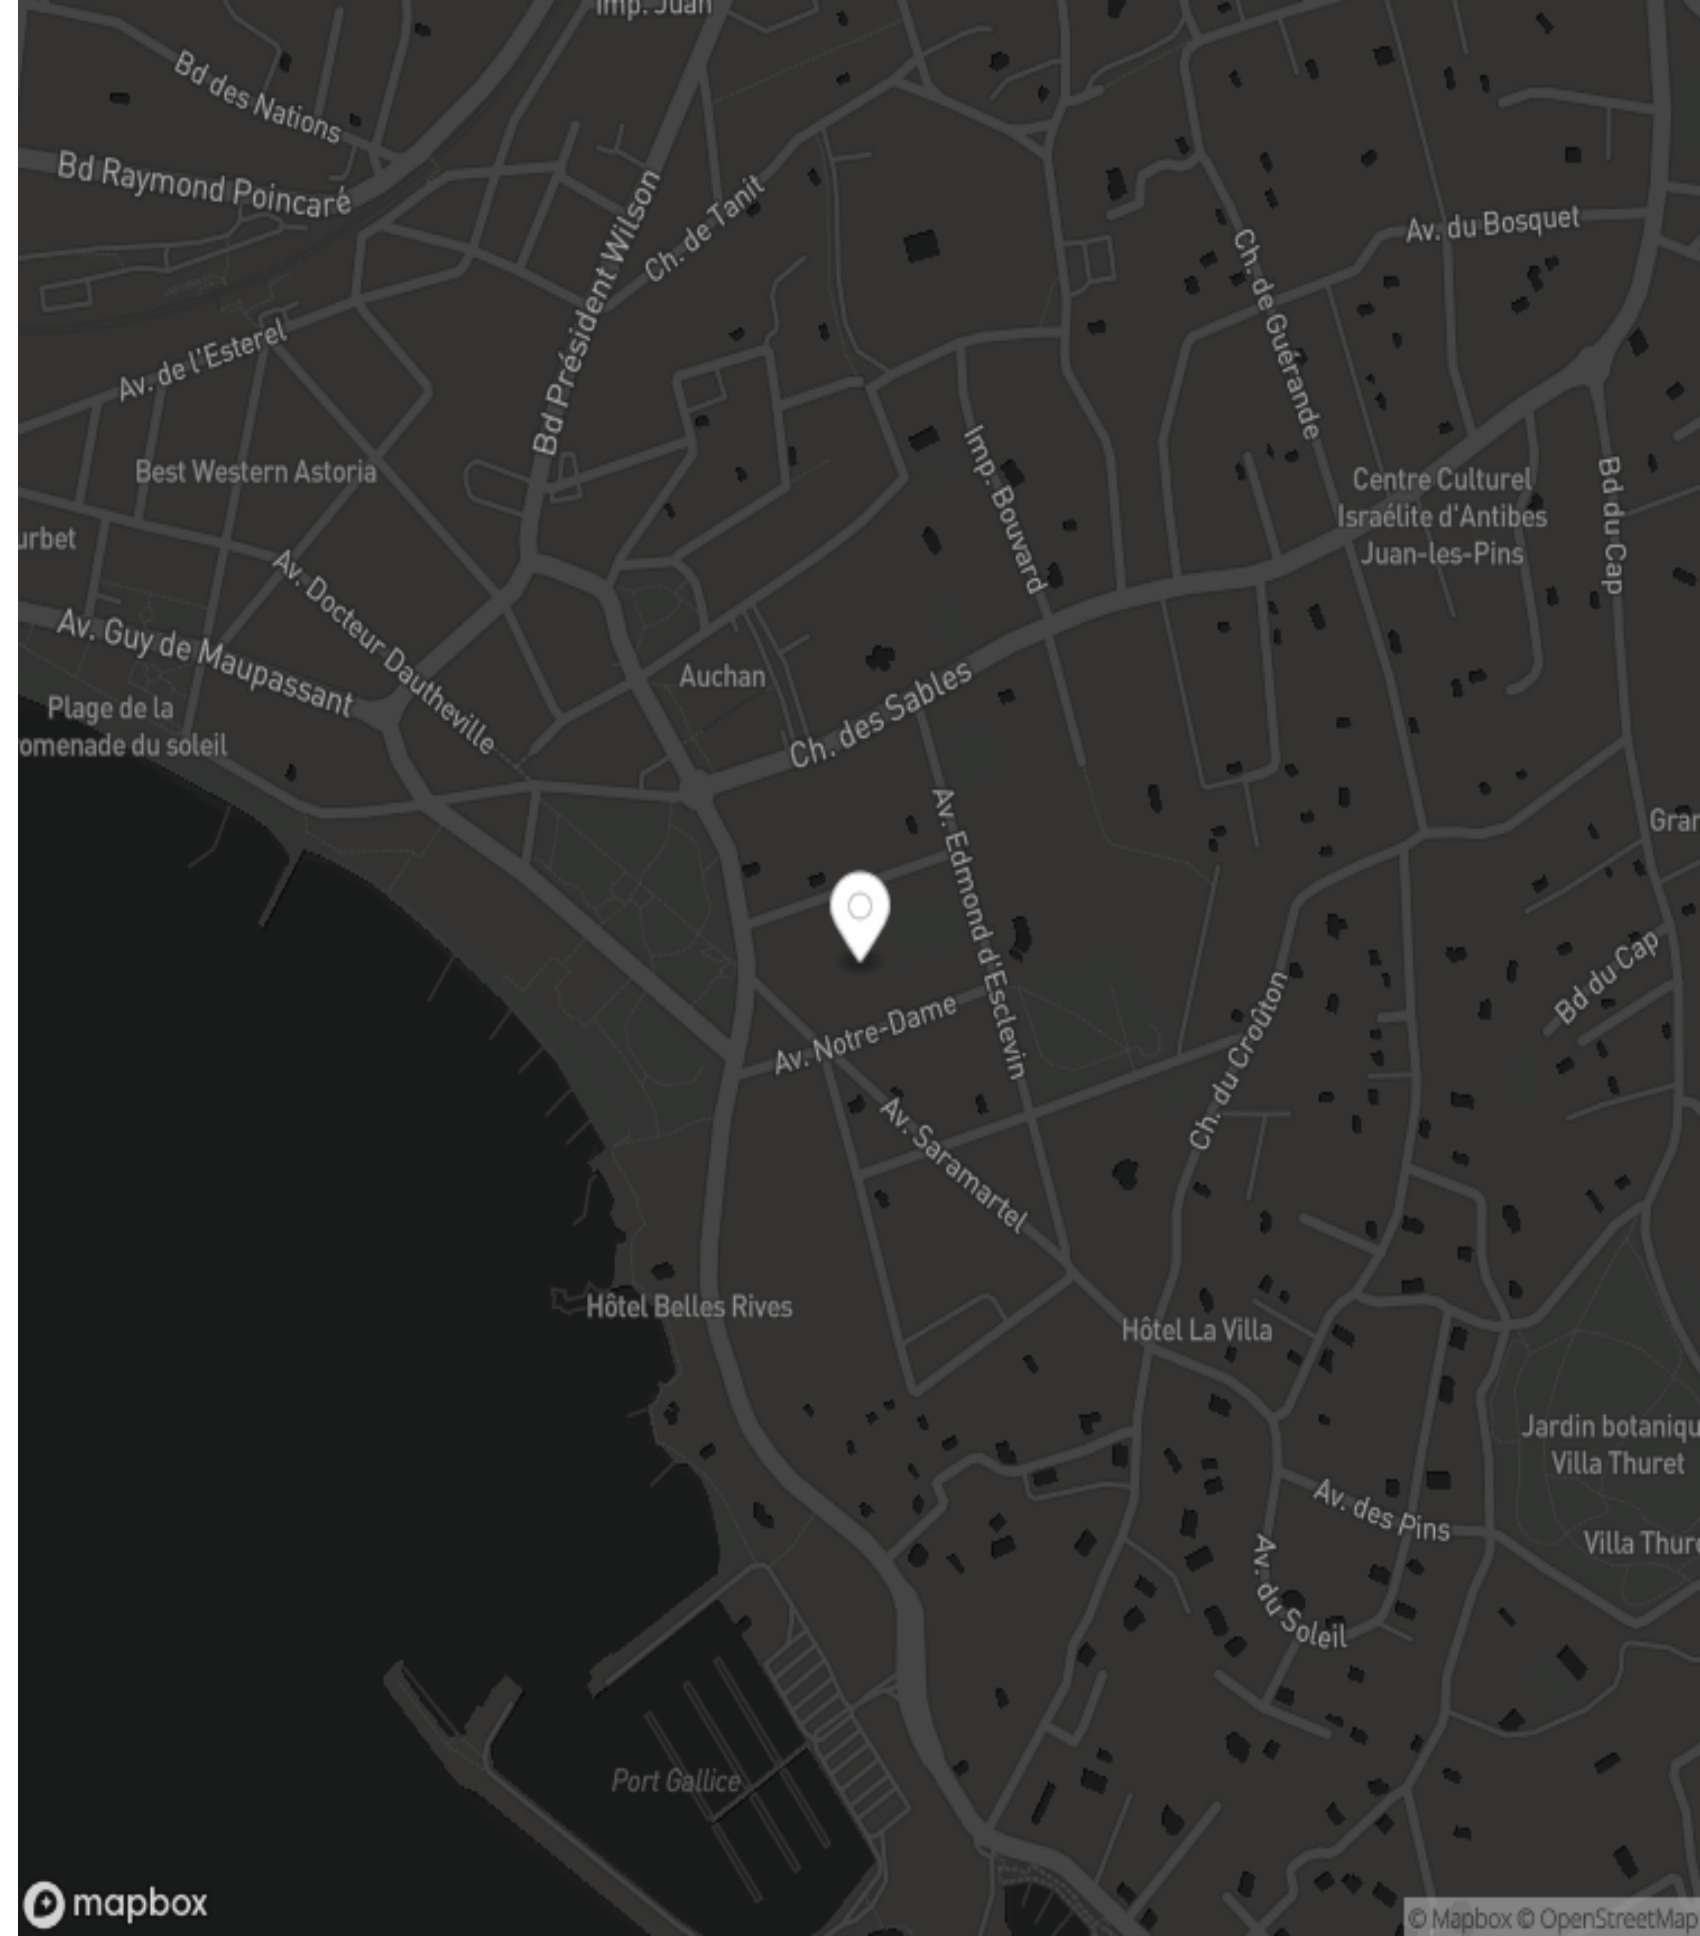 Imp. Juan
Bd des Nations
Bd Raymond Poincaré
Bd Président Wilson
Ch. de Tanit
Av. du Bosquet
Ch. de Guérande
Av. de l'Esterel
Best Western Astoria
Imp. Bouvard
Centre Culturel
Israélite d'Antibes
Juan-les-Pins
Bd du Cap
urbet
Av. Docteur Dautheville
Av. Guy de Maupassant
Auchan
Ch. des Sables
Plage de la
omenade du soleil
Av. Edmond d'Esclevin
Gran
Bd du Cap
Av. Notre-Dame
Ch. du Croûton
Av. Saramartel
Hôtel Belles Rives
Hôtel La Villa
Jardin botaniqu
Villa Thuret
Av. des Pins
Villa Thure
Av. du Soleil
Port Gallice
mapbox
© Mapbox © OpenStreetMap